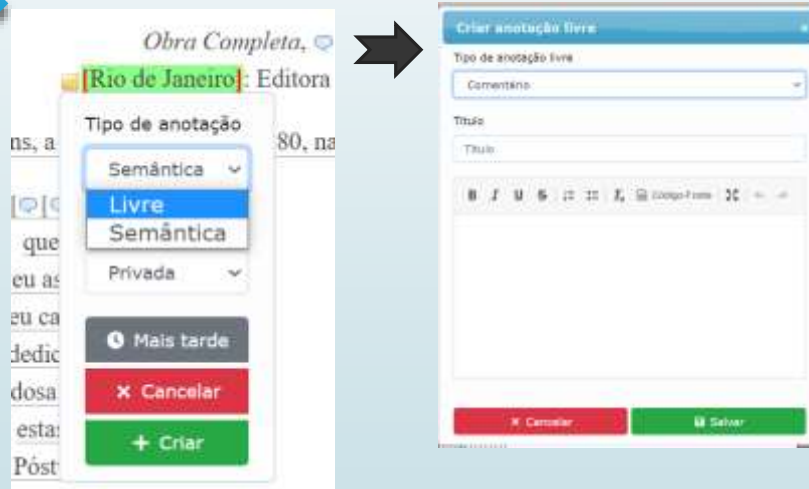 Obra Completa,
[Rio de Janeiro]: Editora
ns, a
80, na
Tipo de anotação
Semântica
Livre
Semântica
que
eu as
Privada
eu ca
dedic
Mais tarde
dosa
Cancelar
esta
Criar
Póst
Criar anotação livre
Tipo de anotação livre
Comentário
Título
Título
B I U S Código-Fonte
Cancelar
Salvar